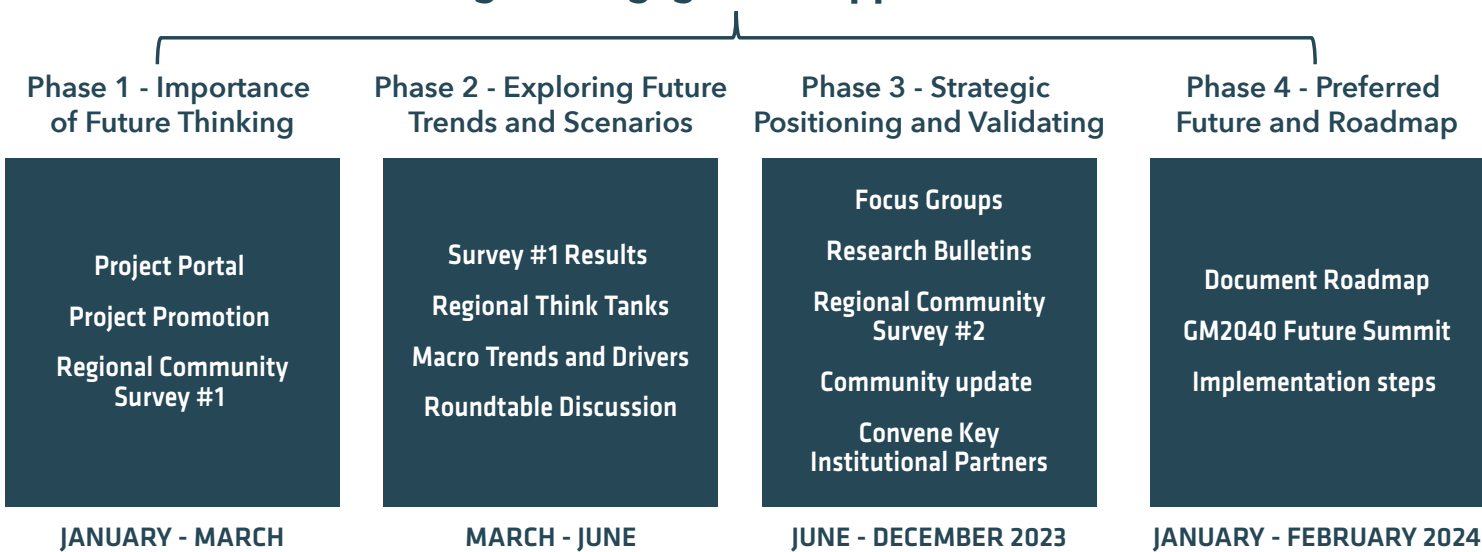 Phase 1 - Importance
of Future Thinking
Project Portal
Project Promotion
Regional Community
Survey #1
JANUARY - MARCH
Phase 2 - Exploring Future
Trends and Scenarios
Survey #1 Results
Regional Think Tanks
Macro Trends and Drivers
Roundtable Discussion
MARCH - JUNE
Phase 3 - Strategic
Positioning and Validating
Focus Groups
Research Bulletins
Regional Community
Survey #2
Community update
Convene Key
Institutional Partners
JUNE - DECEMBER 2023
Phase 4 - Preferred
Future and Roadmap
Document Roadmap
GM2040 Future Summit
Implementation steps
JANUARY - FEBRUARY 2024